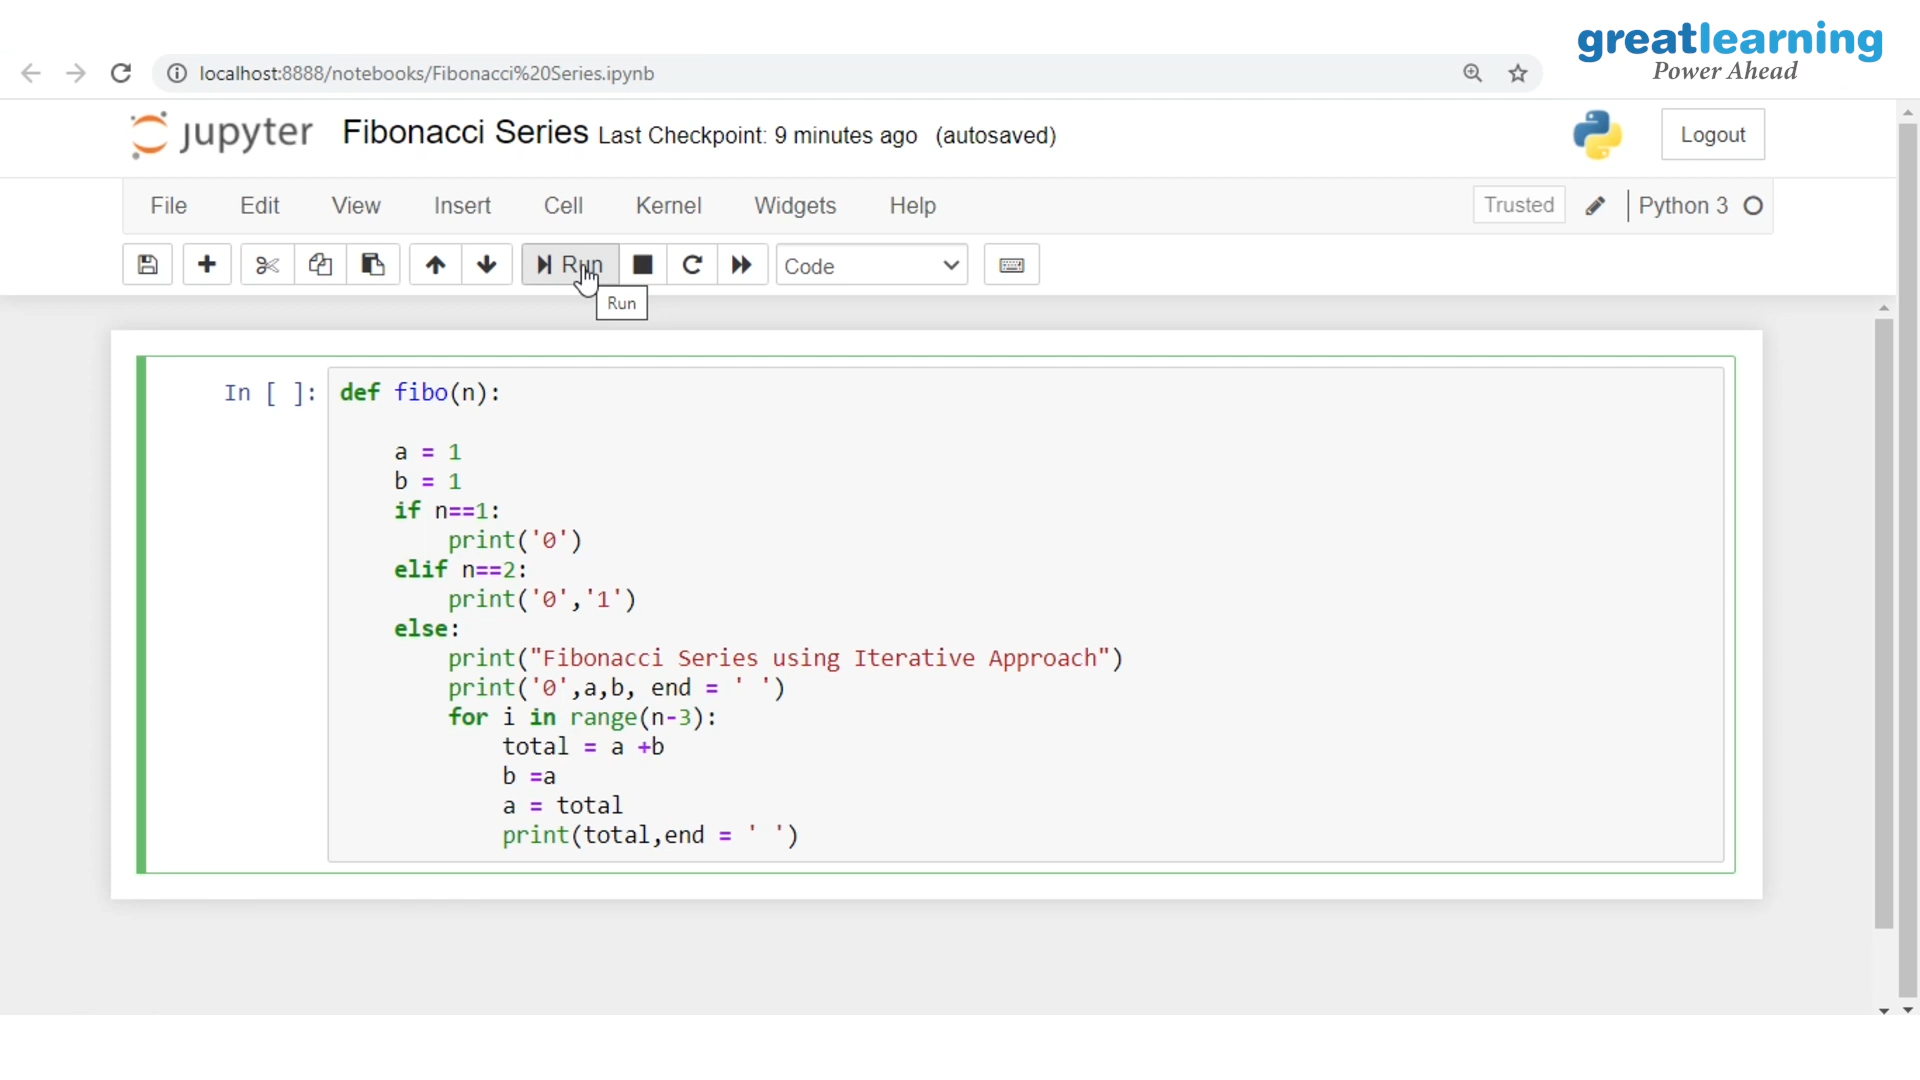 greatlearning
Power Ahead
localhost:8888/notebooks/Fibonacci%20Series.ipynb
jupyter Fibonacci Series Last Checkpoint: 9 minutes ago (autosaved)
Logout
File Edit View Insert Cell Kernel Widgets Help Trusted Python 3
Run Code
Run
In [ ]: def fibo(n):
    a = 1
    b = 1
    if n==1:
        print('0')
    elif n==2:
        print('0','1')
    else:
        print("Fibonacci Series using Iterative Approach")
        print('0',a,b, end = ' ')
        for i in range(n-3):
            total = a +b
            b =a
            a = total
            print(total,end = ' ')